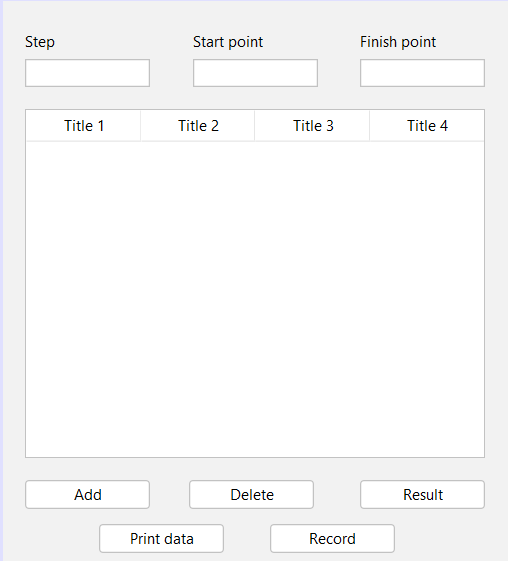 Step Start point Finish point
Title 1 Title 2 Title 3 Title 4
Add Delete Result
Print data Record